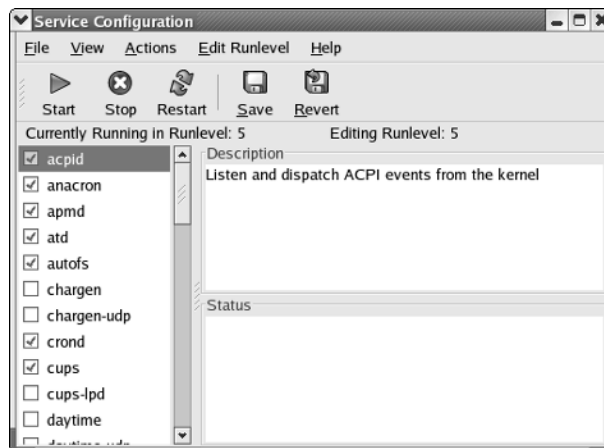 Service Configuration
File View Actions Edit Runlevel Help
Start Stop Restart Save Revert
Currently Running in Runlevel: 5 Editing Runlevel: 5
acpid
anacron
apmd
atd
autofs
chargen
chargen-udp
crond
cups
cups-lpd
daytime
daytime-udp
Description
Listen and dispatch ACPI events from the kernel
Status